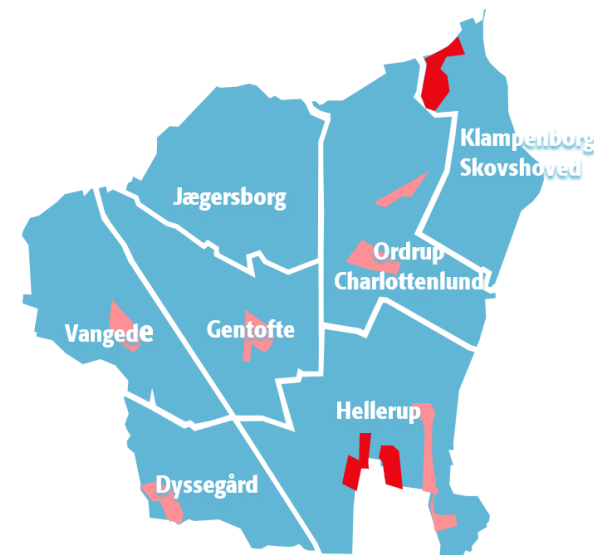 Klampenborg
Skovshoved
Jægersborg
Ordrup
Charlottenlund
Vangede
Gentofte
Hellerup
Dyssegård